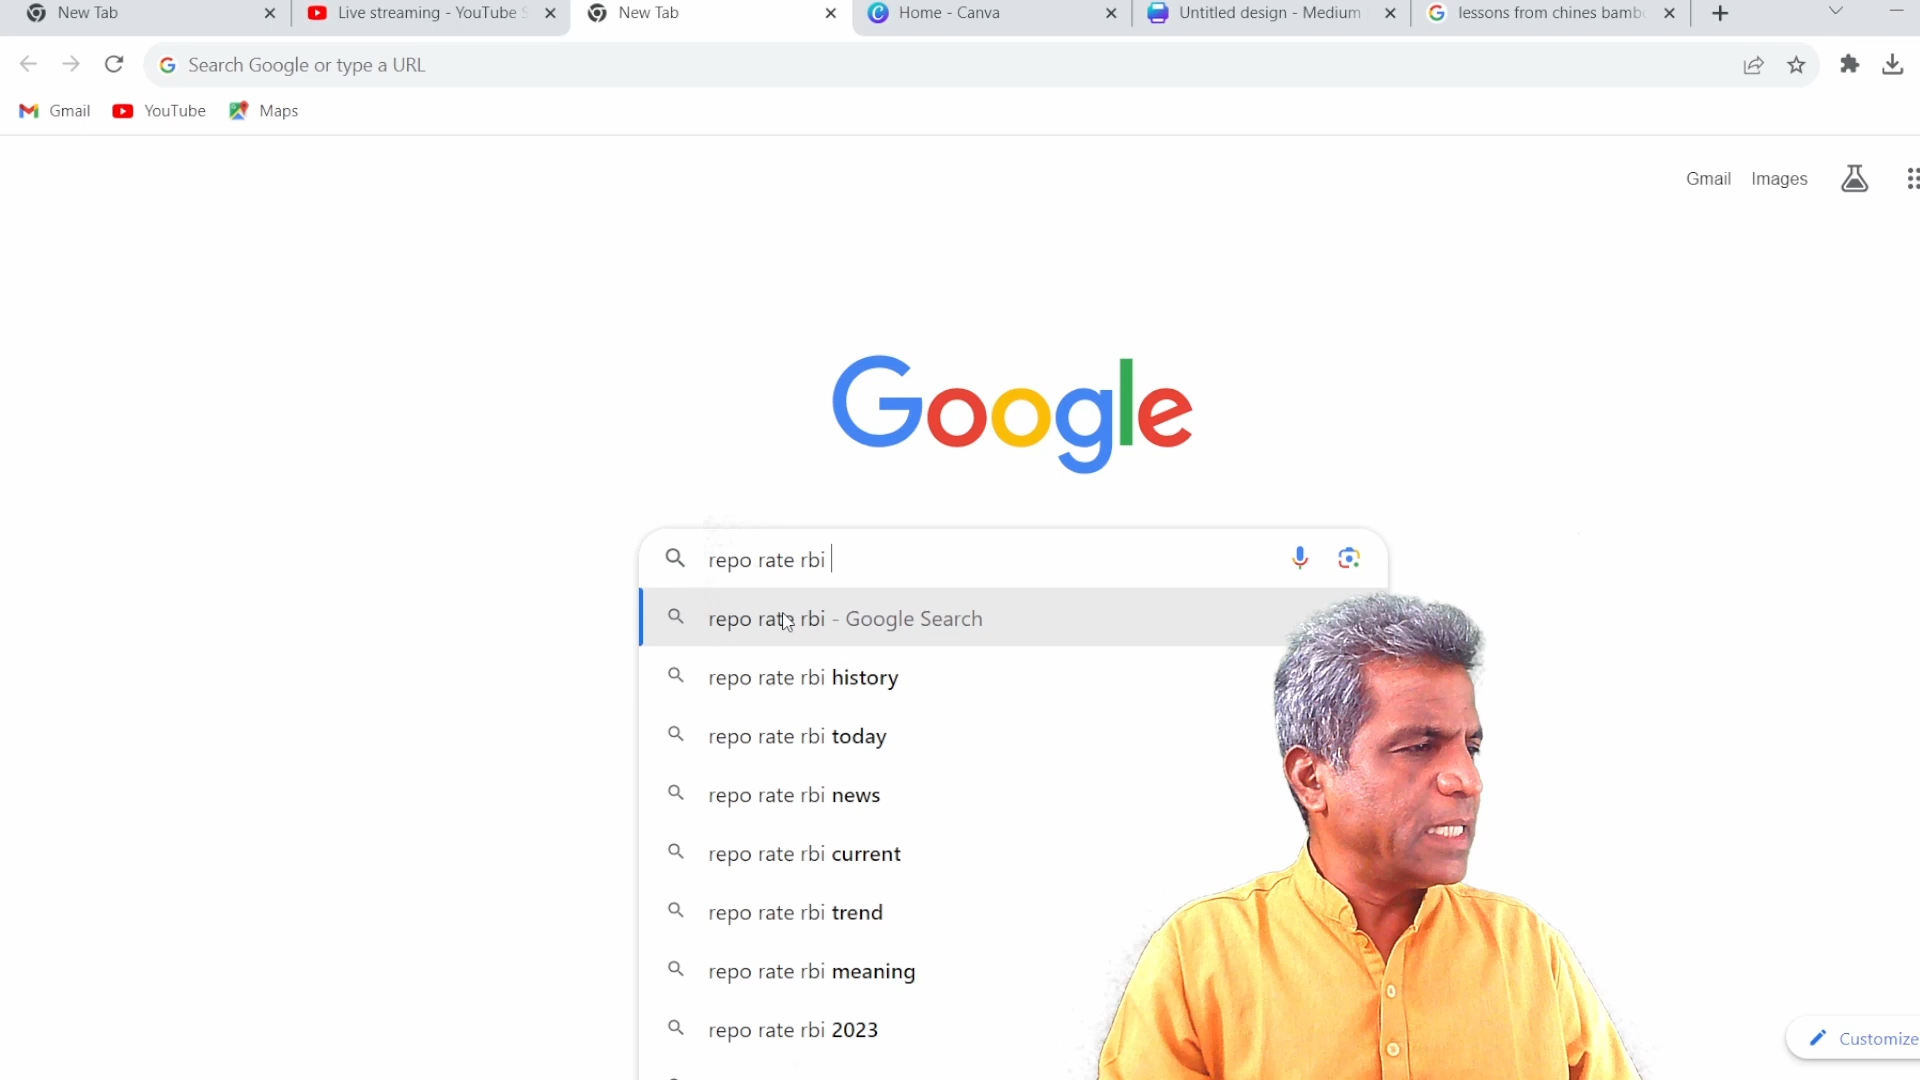 New Tab
Live streaming - YouTube S
New Tab
Home - Canva
Untitled design - Medium
lessons from chines bambo
Search Google or type a URL
Gmail
YouTube
Maps
Gmail
Images
Google
repo rate rbi
repo rate rbi - Google Search
repo rate rbi history
repo rate rbi today
repo rate rbi news
repo rate rbi current
repo rate rbi trend
repo rate rbi meaning
repo rate rbi 2023
Customize